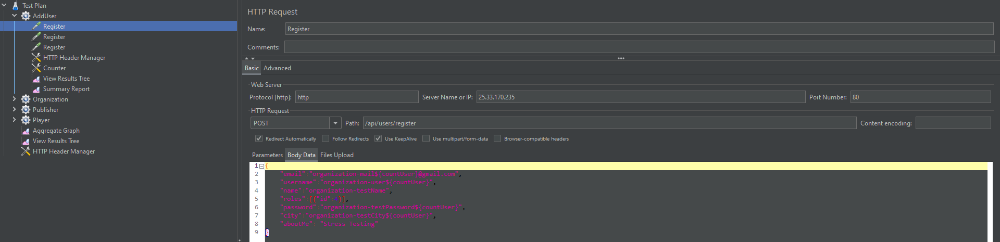 Test Plan
AddUser
Register
Register
Register
HTTP Header Manager
Counter
View Results Tree
Summary Report
Organization
Publisher
Player
Aggregate Graph
View Results Tree
HTTP Header Manager
HTTP Request
Name: Register
Comments:
Basic Advanced
Web Server
Protocol [http]: http Server Name or IP: 25.33.170.235 Port Number: 80
HTTP Request
POST Path: /api/users/register Content encoding:
Redirect Automatically Follow Redirects Use KeepAlive Use multipart/form-data Browser-compatible headers
Parameters Body Data Files Upload
1 {
2 "email":"organization-mail${countUser}@gmail.com",
3 "username":"organization-user${countUser}",
4 "name":"organization-testName",
5 "roles":[{"id": }],
6 "password":"organization-testPassword${countUser}",
7 "city":"organization-testCity${countUser}",
8 "aboutMe": "Stress Testing"
9 }